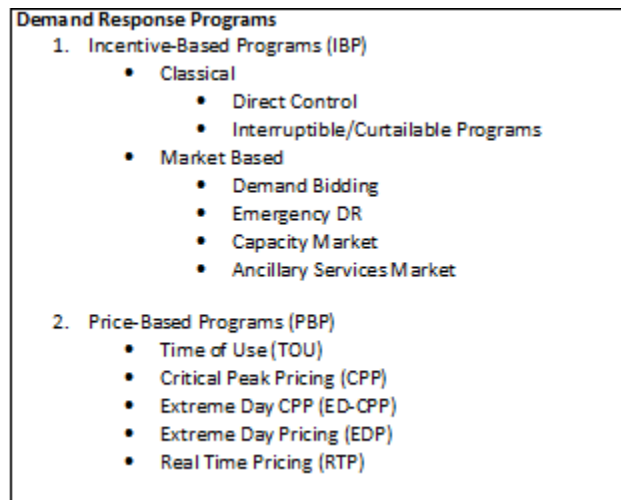 Demand Response Programs
1. Incentive-Based Programs (IBP)
• Classical
• Direct Control
• Interruptible/Curtailable Programs
• Market Based
• Demand Bidding
• Emergency DR
• Capacity Market
• Ancillary Services Market
2. Price-Based Programs (PBP)
• Time of Use (TOU)
• Critical Peak Pricing (CPP)
• Extreme Day CPP (ED-CPP)
• Extreme Day Pricing (EDP)
• Real Time Pricing (RTP)